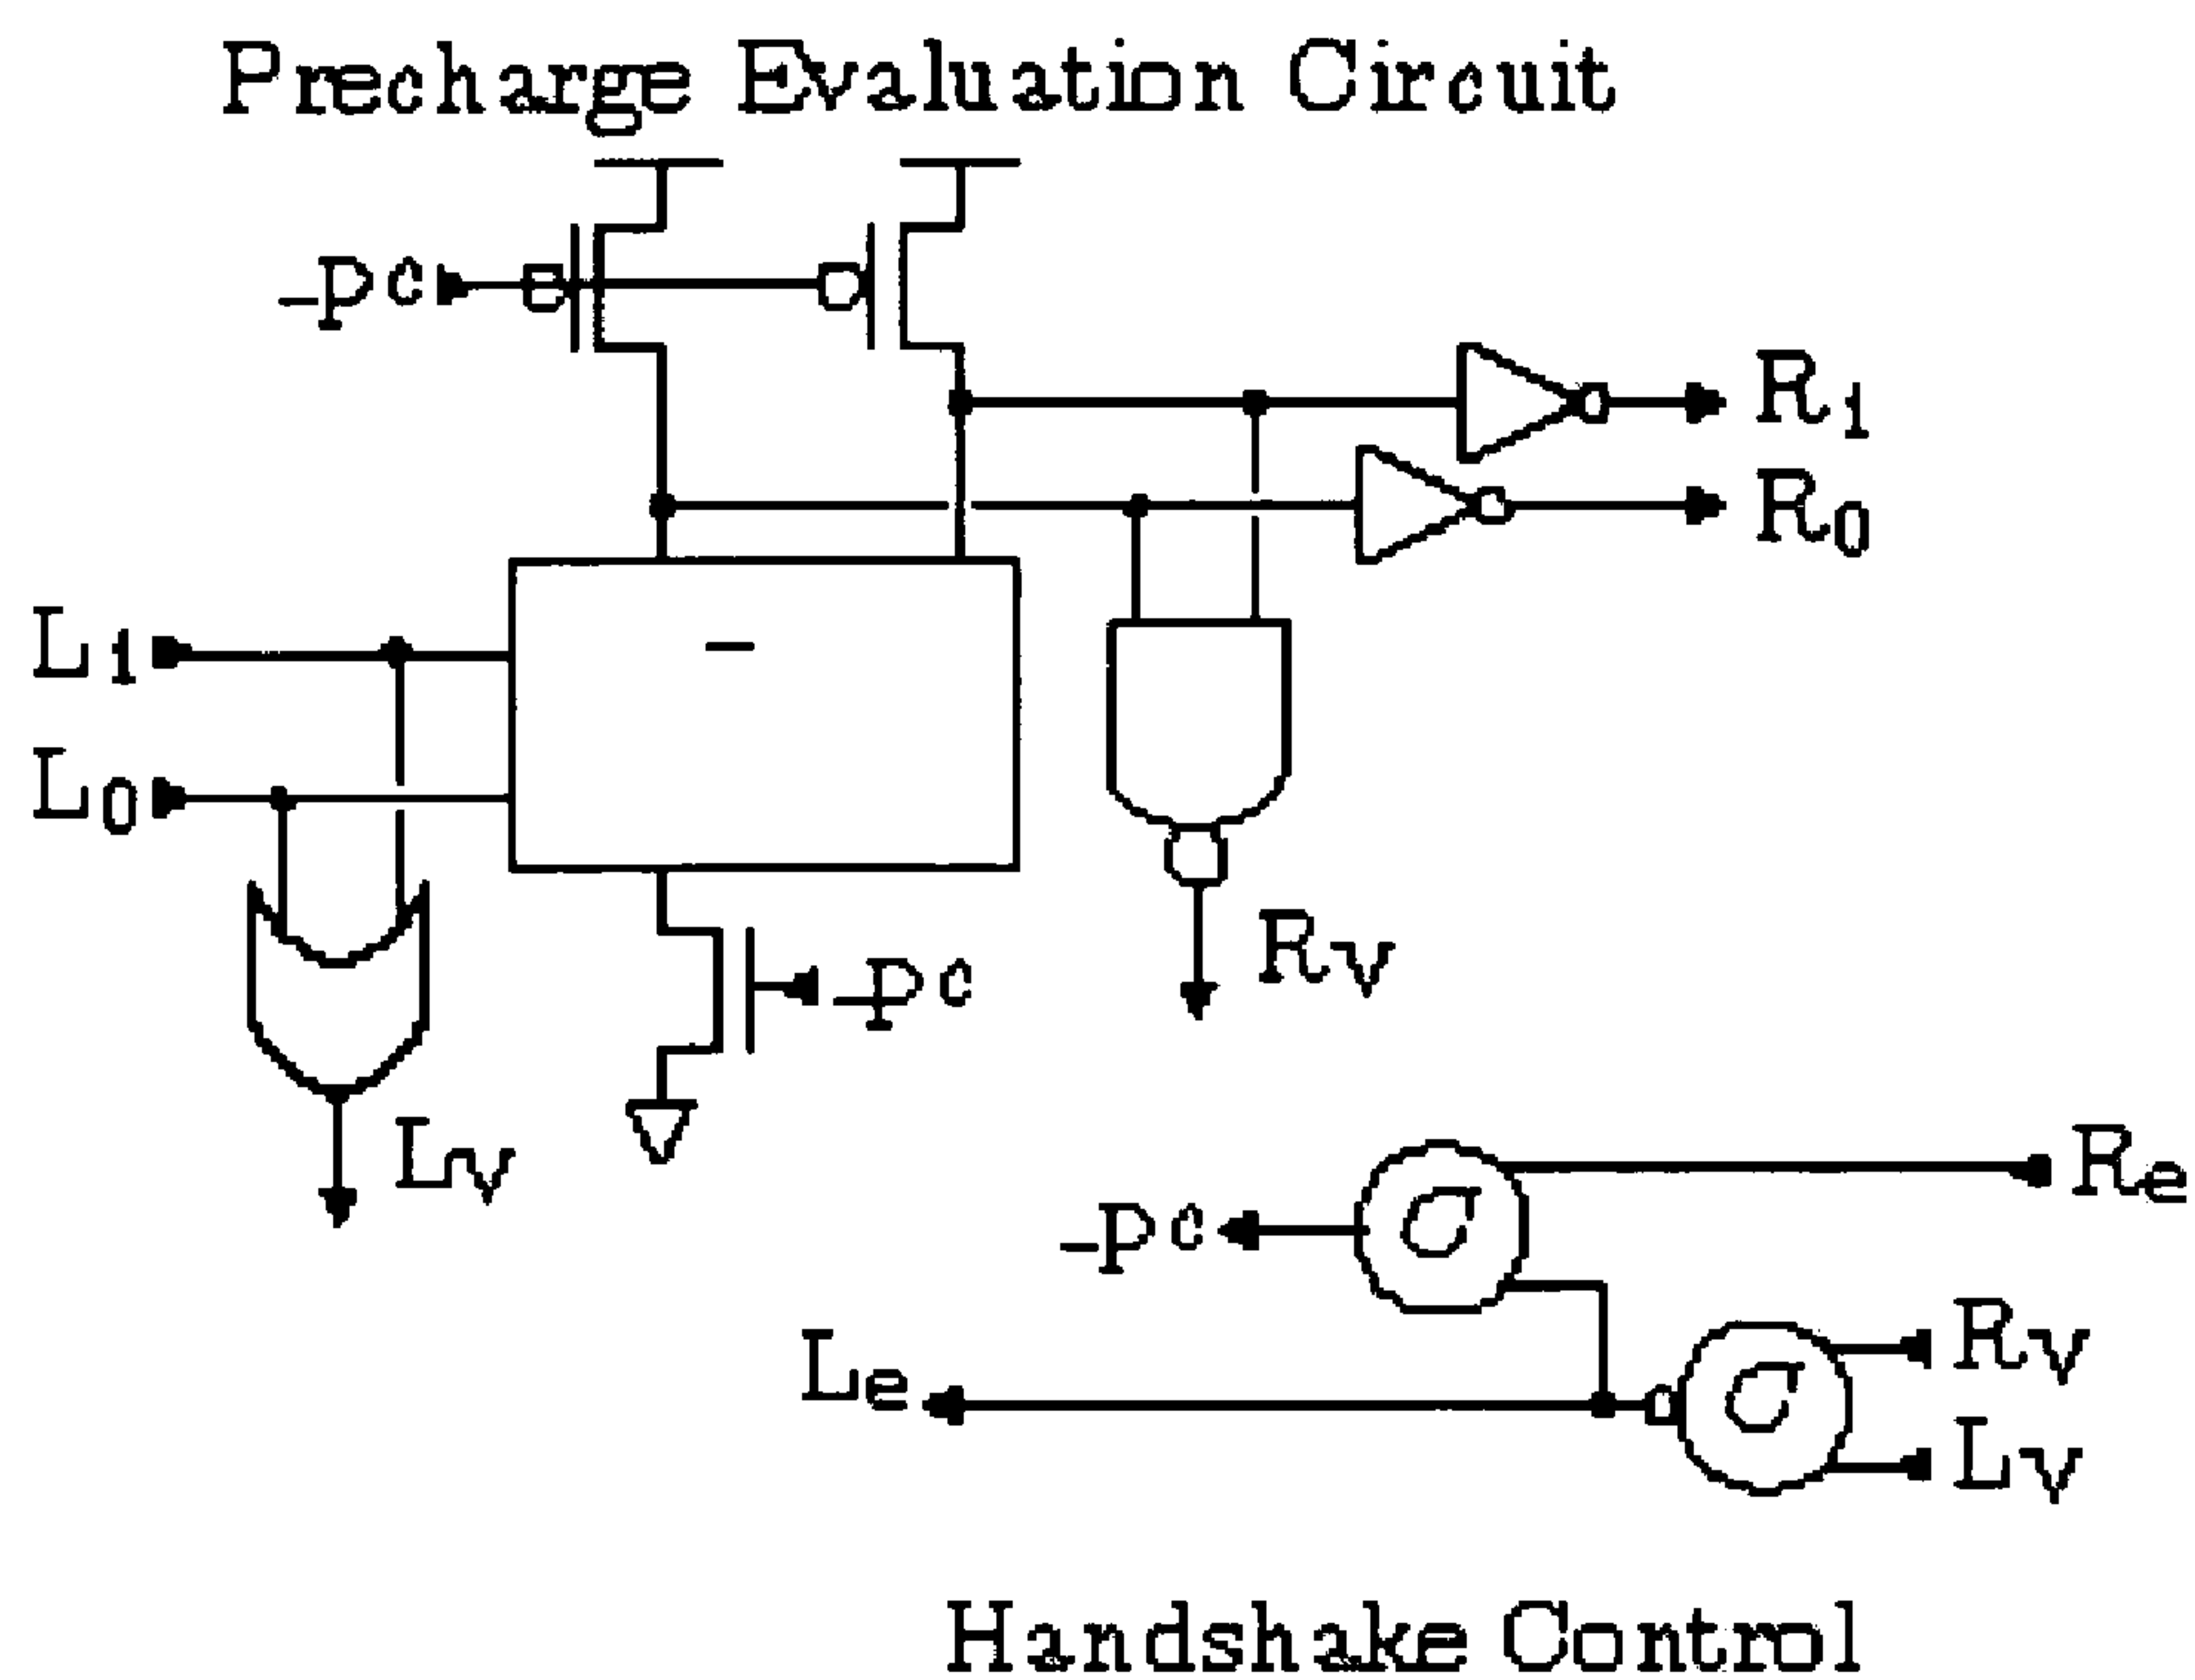 Precharge Evaluation Circuit
_pc
R1
R0
L1
–
L0
Rv
_pc
Lv
Re
C
_pc
Rv
Le
C
Lv
Handshake Control